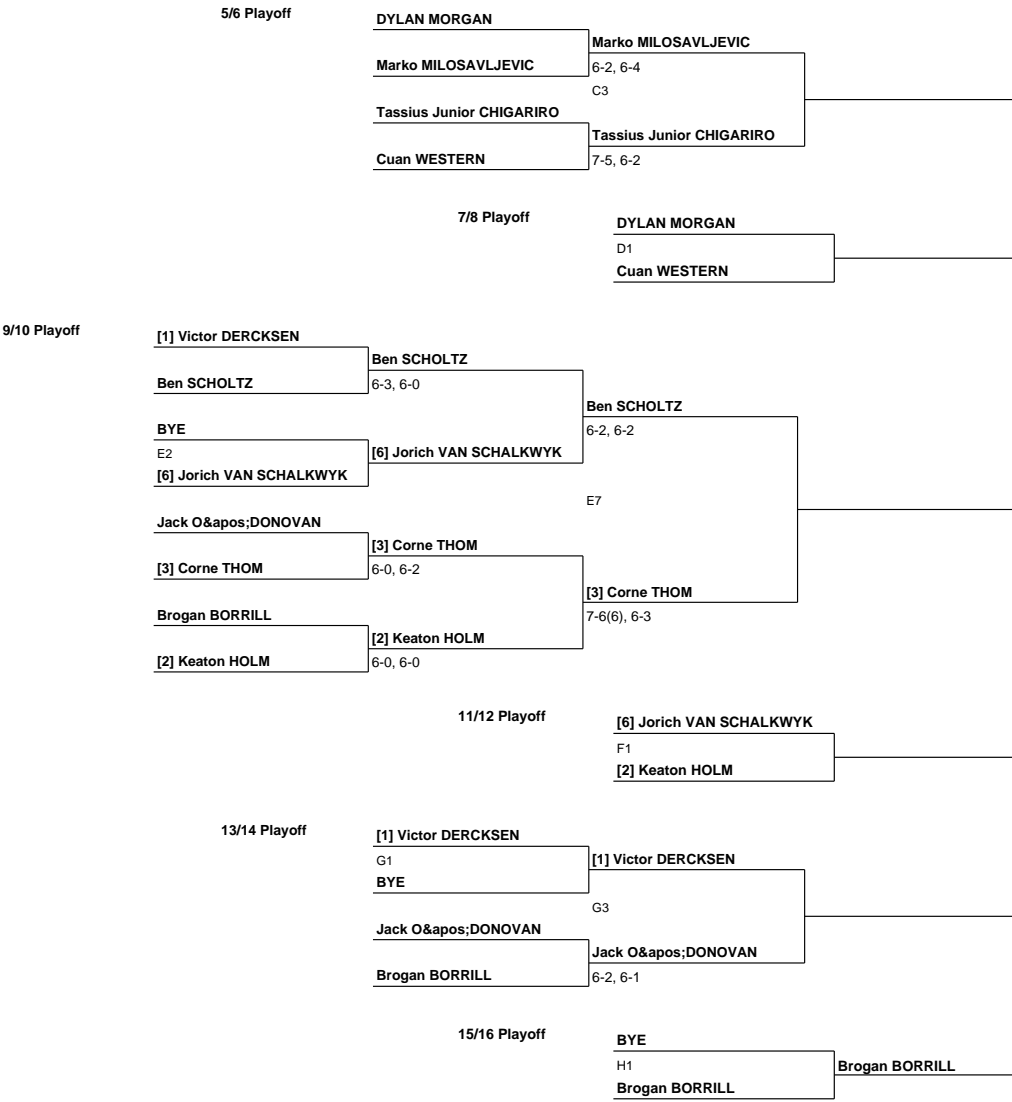 5/6 Playoff
DYLAN MORGAN
Marko MILOSAVLJEVIC
Marko MILOSAVLJEVIC
6-2, 6-4
C3
Tassius Junior CHIGARIRO
Tassius Junior CHIGARIRO
Cuan WESTERN
7-5, 6-2
7/8 Playoff
DYLAN MORGAN
D1
Cuan WESTERN
9/10 Playoff
[1] Victor DERCKSEN
Ben SCHOLTZ
Ben SCHOLTZ
6-3, 6-0
Ben SCHOLTZ
6-2, 6-2
BYE
E2
[6] Jorich VAN SCHALKWYK
[6] Jorich VAN SCHALKWYK
E7
Jack O&apos;DONOVAN
[3] Corne THOM
[3] Corne THOM
6-0, 6-2
[3] Corne THOM
7-6(6), 6-3
Brogan BORRILL
[2] Keaton HOLM
[2] Keaton HOLM
6-0, 6-0
11/12 Playoff
[6] Jorich VAN SCHALKWYK
F1
[2] Keaton HOLM
13/14 Playoff
[1] Victor DERCKSEN
G1
[1] Victor DERCKSEN
BYE
G3
Jack O&apos;DONOVAN
Jack O&apos;DONOVAN
Brogan BORRILL
6-2, 6-1
15/16 Playoff
BYE
H1
Brogan BORRILL
Brogan BORRILL